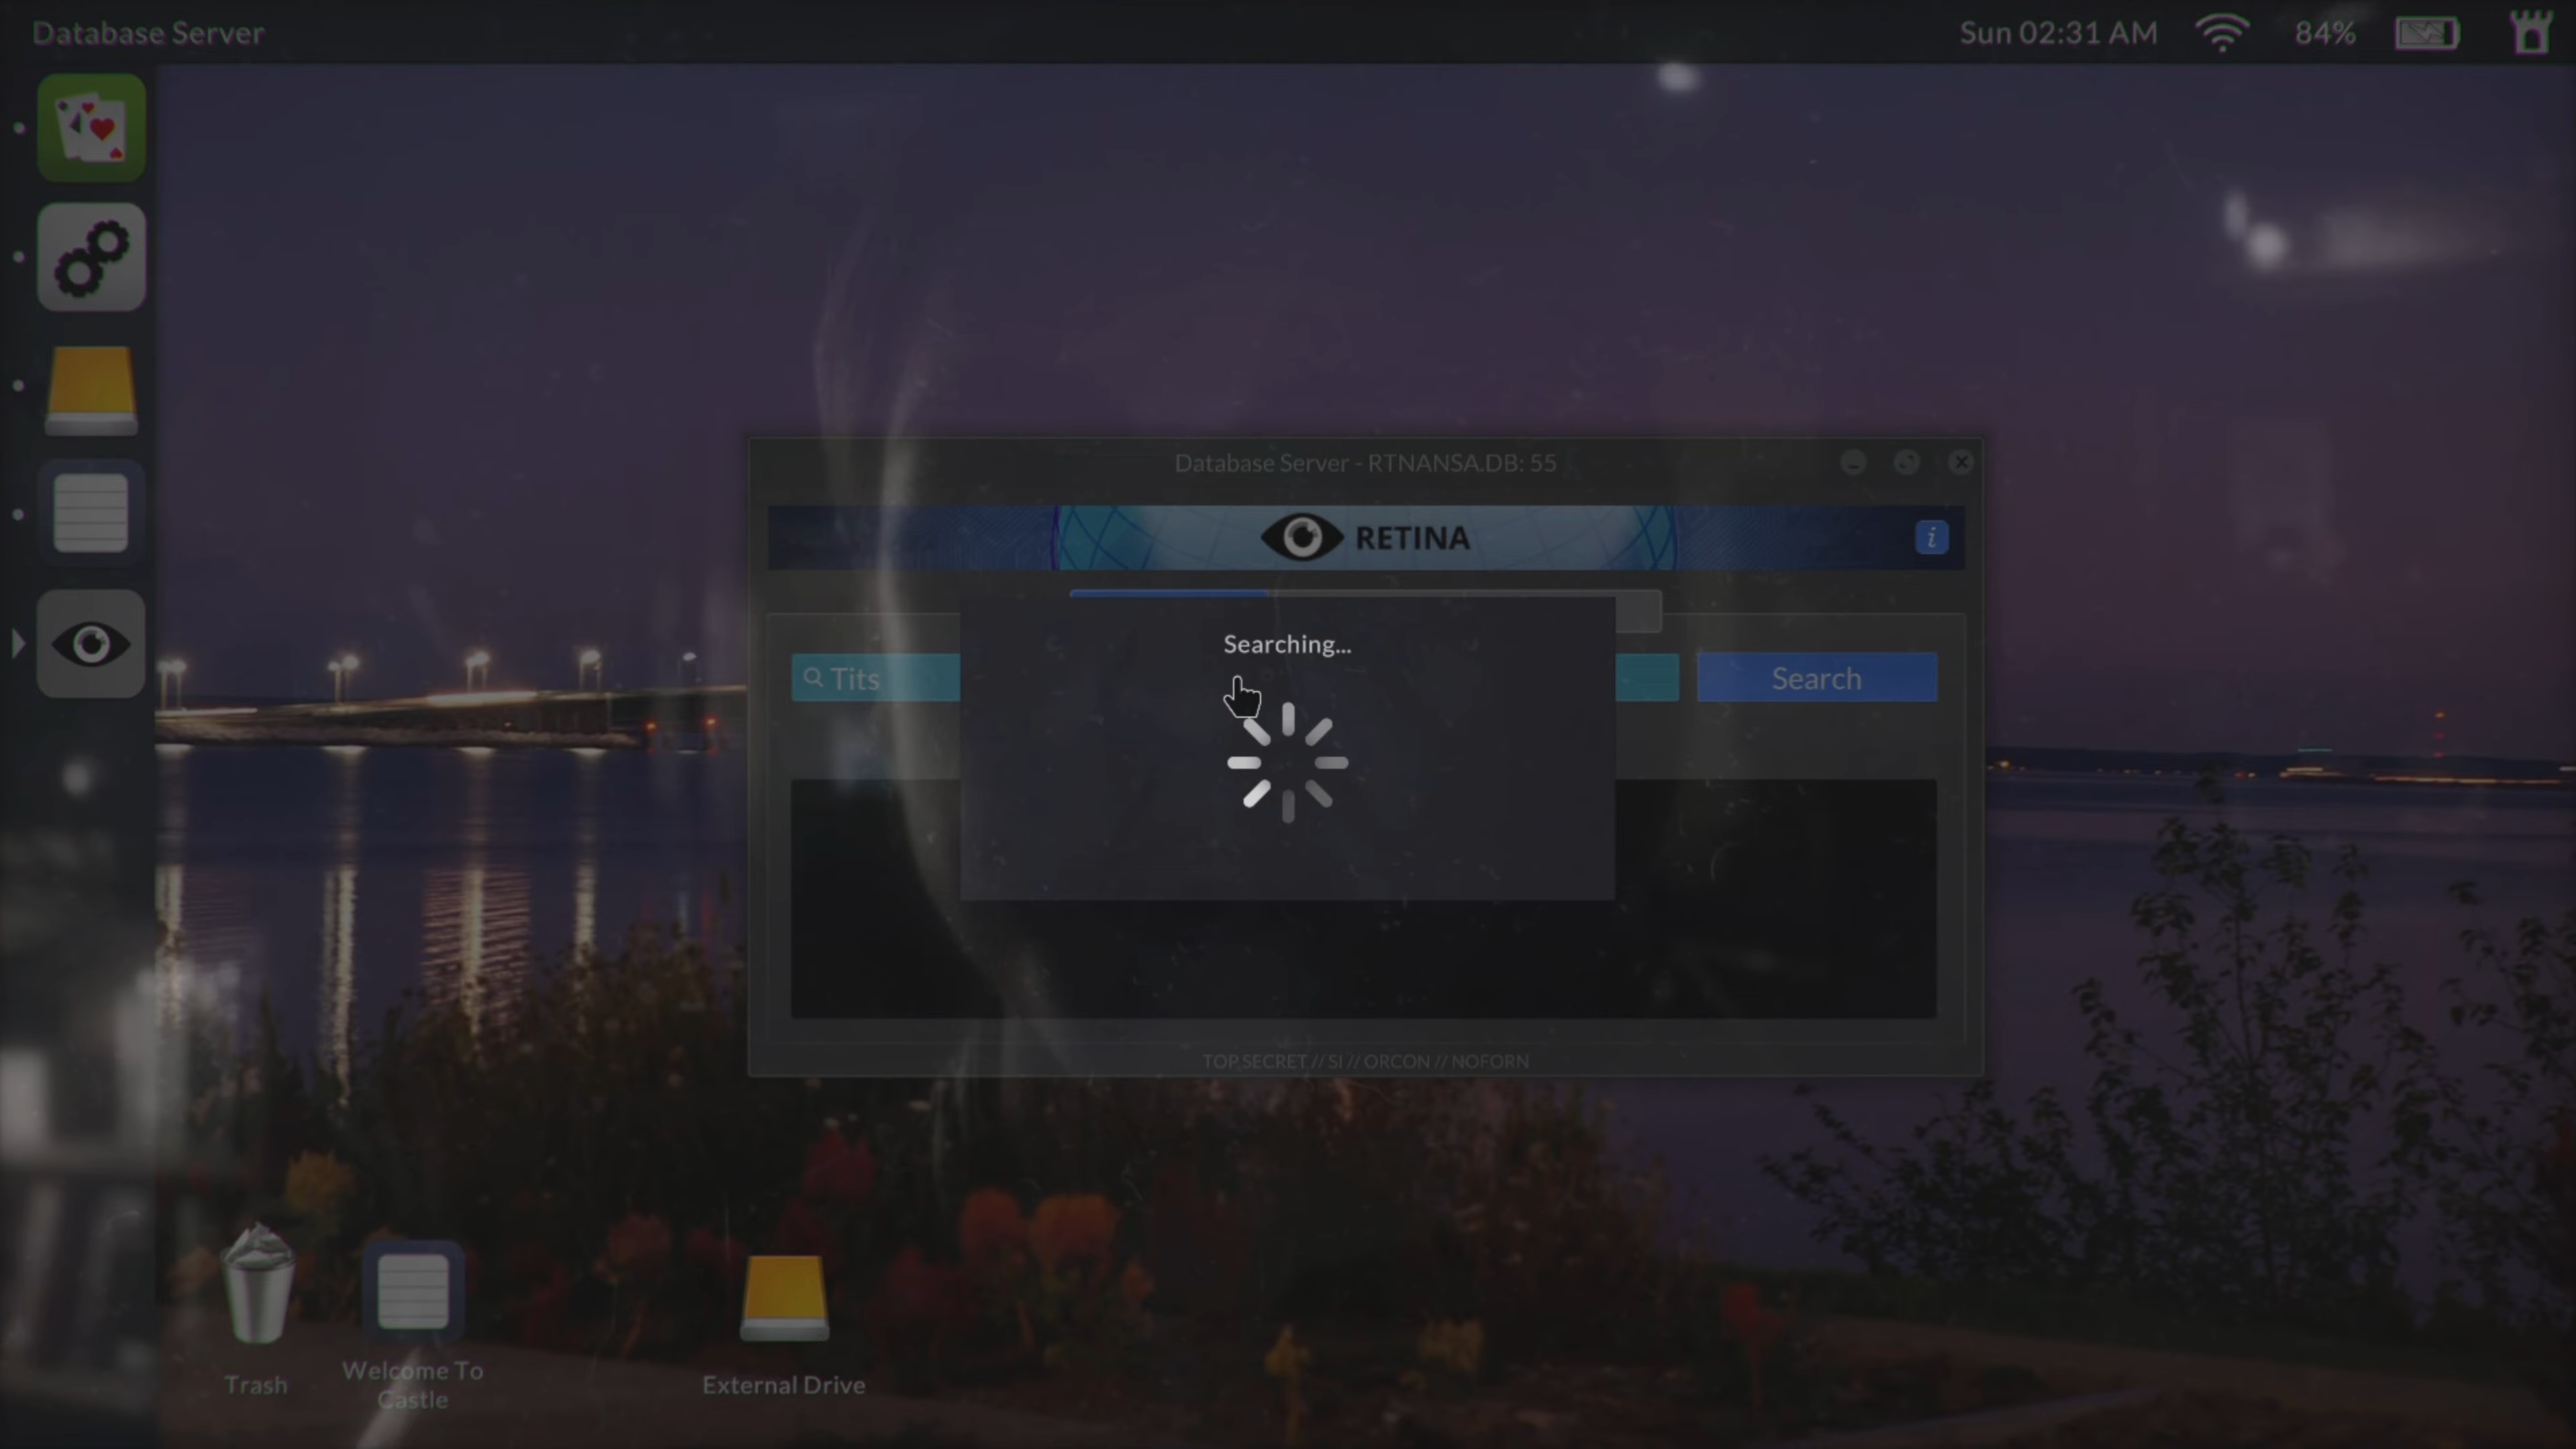 Database Server
Sun 02:31 AM
84%
Database Server - RTNANSA.DB: 55
RETINA
i
Searching...
Tits
Search
TOP SECRET // SI // ORCON // NOFORN
Trash
Welcome To
Castle
External Drive